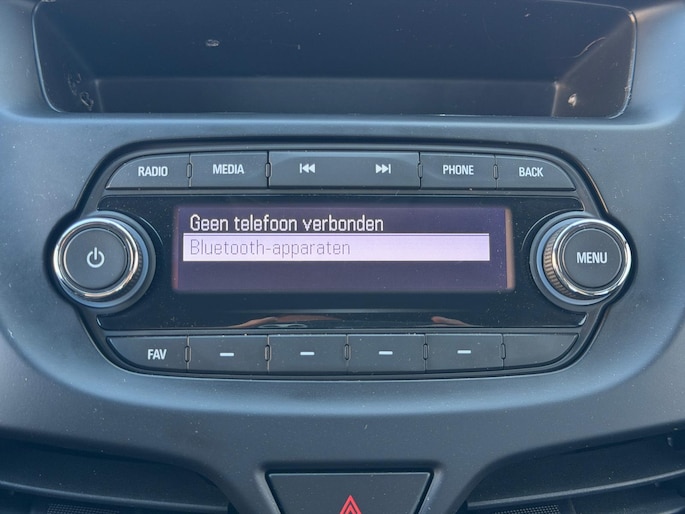 RADIO MEDIA PHONE BACK
Geen telefoon verbonden
Bluetooth-apparaten
MENU
FAV